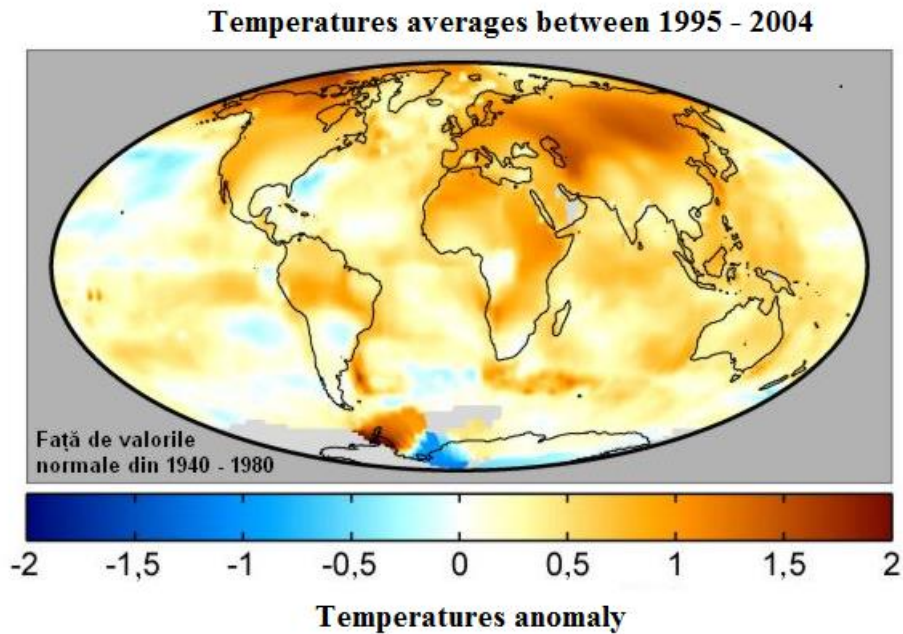 Temperatures averages between 1995 - 2004
Față de valorile
normale din 1940 - 1980
-2 -1,5 -1 -0,5 0 0,5 1 1,5 2
Temperatures anomaly